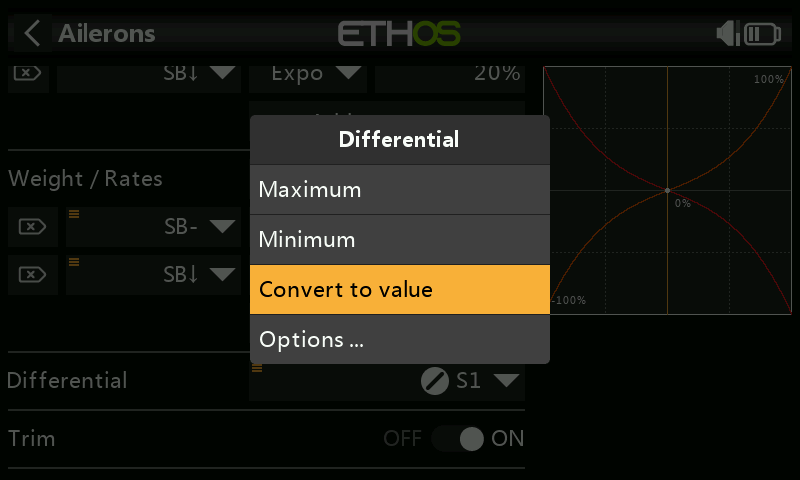 Ailerons
ETHOS
SB↓
Expo
20%
100%
Differential
Weight / Rates
Maximum
0%
SB-
Minimum
SB↓
Convert to value
-100%
Options ...
Differential
S1
Trim
OFF
ON